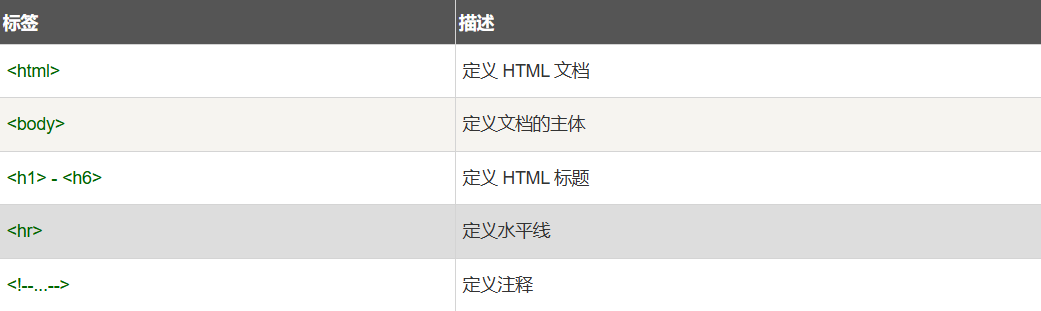 标签 描述
<html> 定义 HTML 文档
<body> 定义文档的主体
<h1> - <h6> 定义 HTML 标题
<hr> 定义水平线
<!--...--> 定义注释